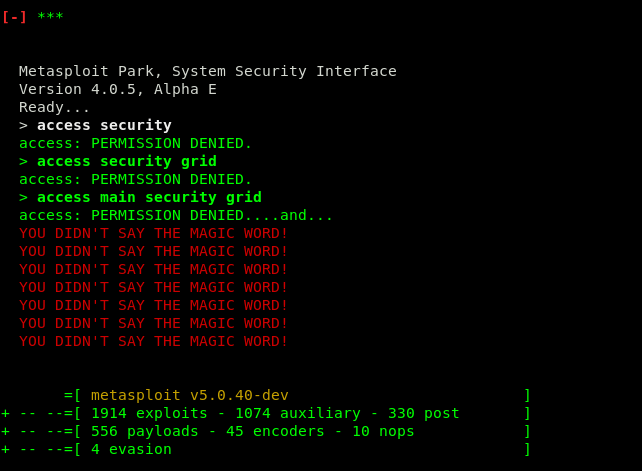 [-] ***
Metasploit Park, System Security Interface
Version 4.0.5, Alpha E
Ready...
> access security
access: PERMISSION DENIED.
> access security grid
access: PERMISSION DENIED.
> access main security grid
access: PERMISSION DENIED....and...
YOU DIDN'T SAY THE MAGIC WORD!
YOU DIDN'T SAY THE MAGIC WORD!
YOU DIDN'T SAY THE MAGIC WORD!
YOU DIDN'T SAY THE MAGIC WORD!
YOU DIDN'T SAY THE MAGIC WORD!
YOU DIDN'T SAY THE MAGIC WORD!
YOU DIDN'T SAY THE MAGIC WORD!
=[ metasploit v5.0.40-dev ]
+ -- --=[ 1914 exploits - 1074 auxiliary - 330 post ]
+ -- --=[ 556 payloads - 45 encoders - 10 nops ]
+ -- --=[ 4 evasion ]